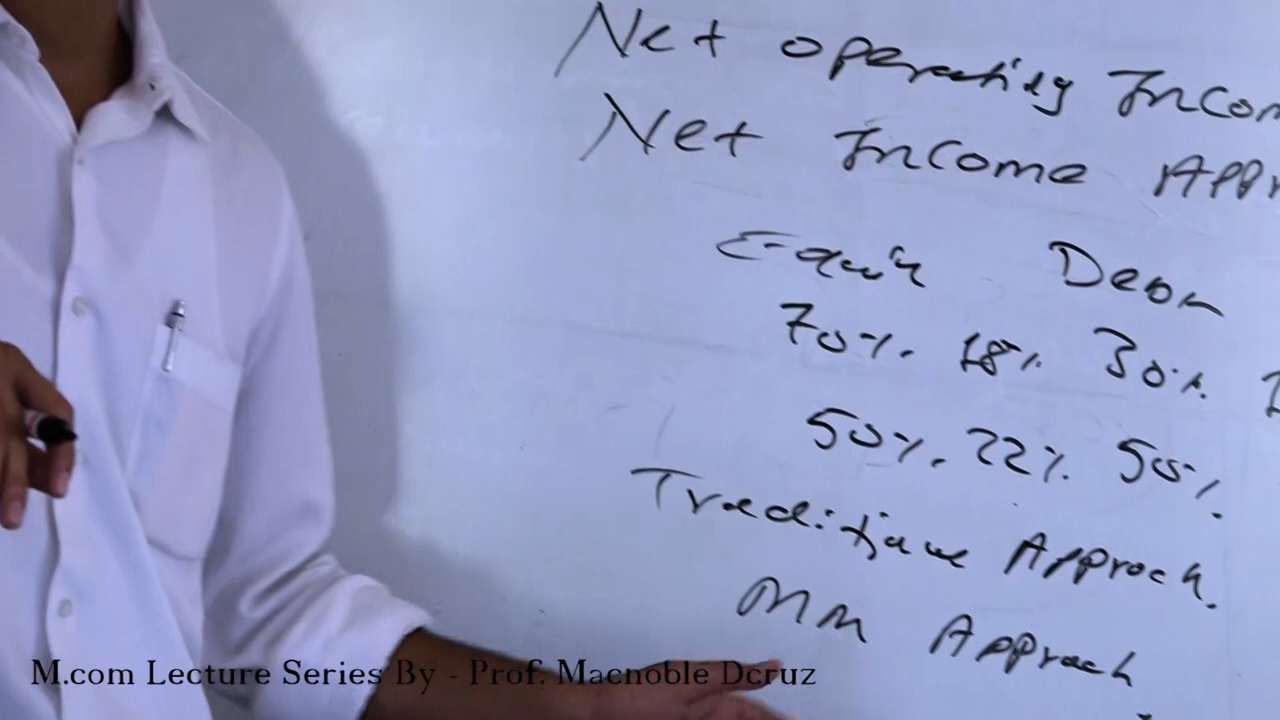 Net operating Incom
Net Income Appr
Equity Debt
70%. 18% 30%.
50%. 22%. 50%.
Traditional Approach.
MM Approach
M.com Lecture Series By - Prof. Macnoble Dcruz